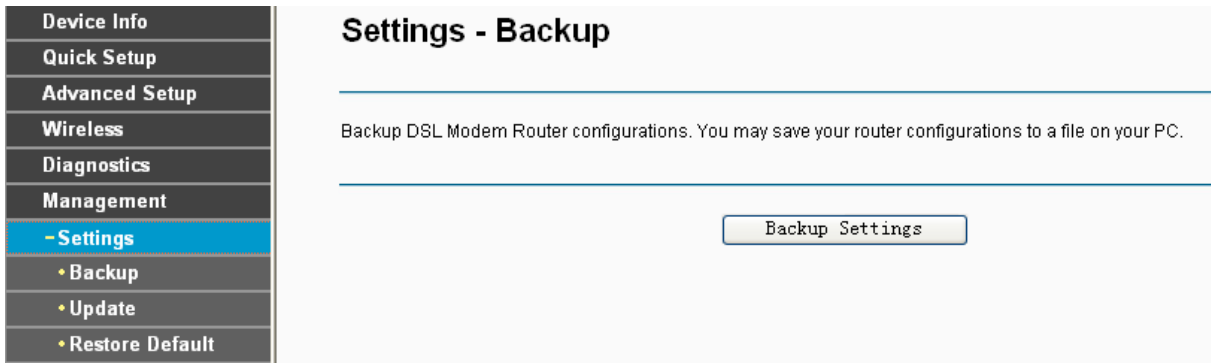 Device Info
Quick Setup
Advanced Setup
Wireless
Diagnostics
Management
-Settings
•Backup
•Update
•Restore Default
Settings - Backup
Backup DSL Modem Router configurations. You may save your router configurations to a file on your PC.
Backup Settings